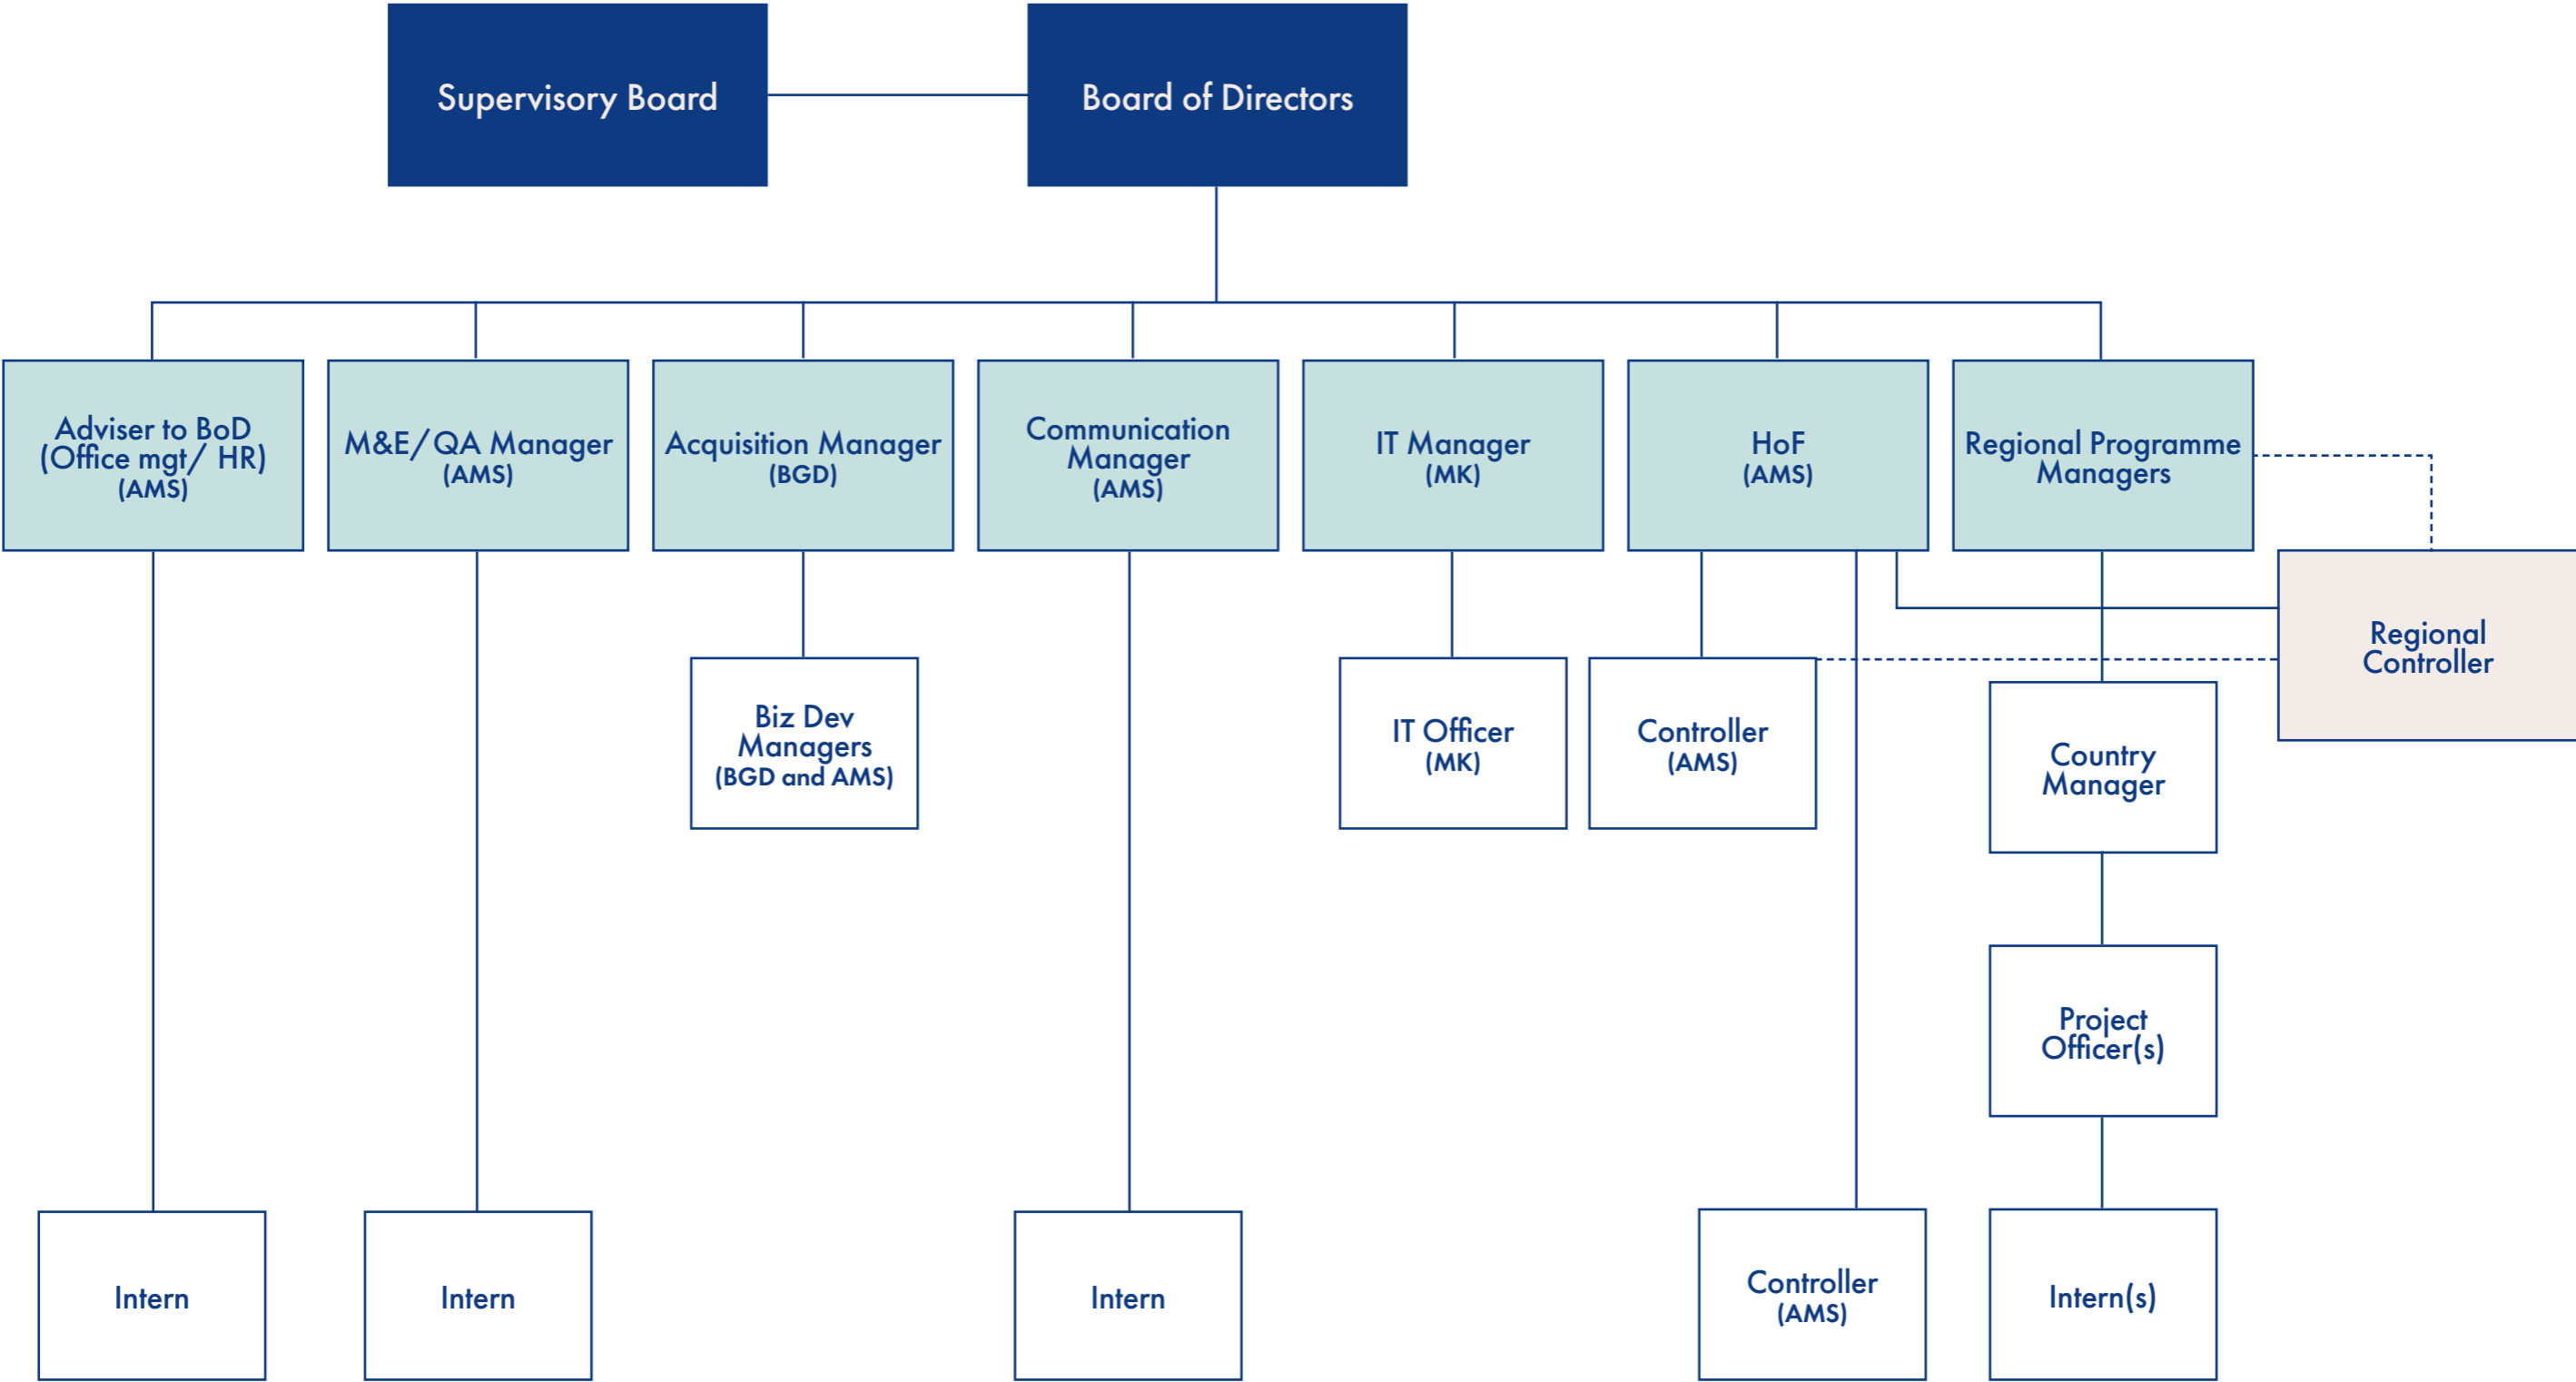 Supervisory Board
Board of Directors
Adviser to BoD
(Office mgt/ HR)
(AMS)
M&E/QA Manager
(AMS)
Acquisition Manager
(BGD)
Communication
Manager
(AMS)
IT Manager
(MK)
HoF
(AMS)
Regional Programme
Managers
Regional
Controller
Biz Dev
Managers
(BGD and AMS)
IT Officer
(MK)
Controller
(AMS)
Country
Manager
Project
Officer(s)
Intern
Intern
Intern
Controller
(AMS)
Intern(s)